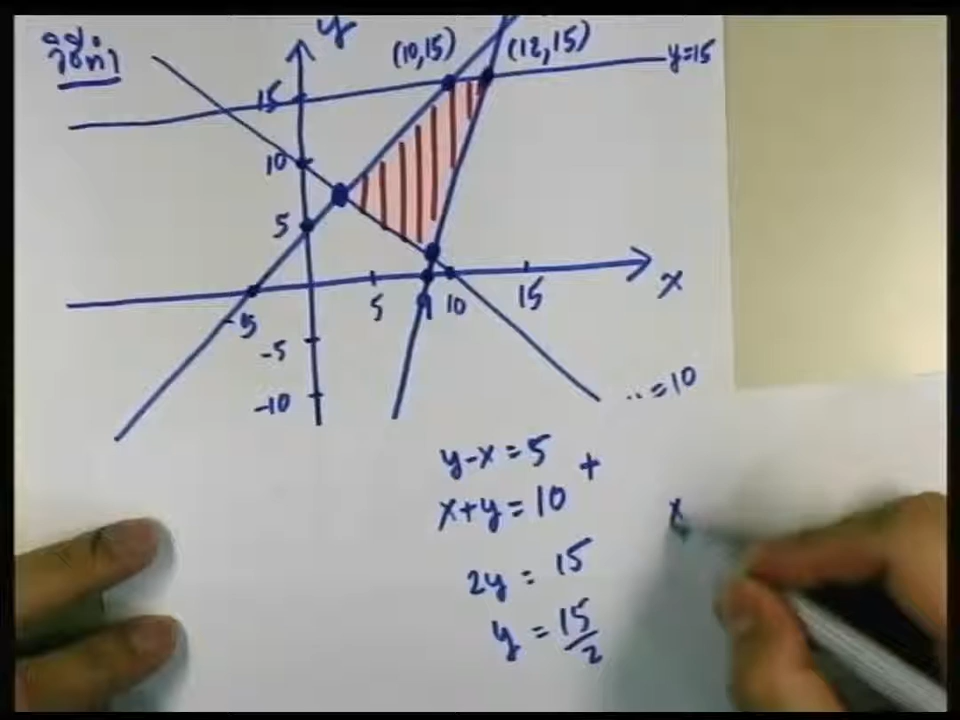 วิธีทำ
y
(10,15)
(12,15)
y=15
15
10
5
-5
5
9
10
15
x
-5
-10
=10
y-x=5
+
x+y=10
x
2y = 15
y = 15/2